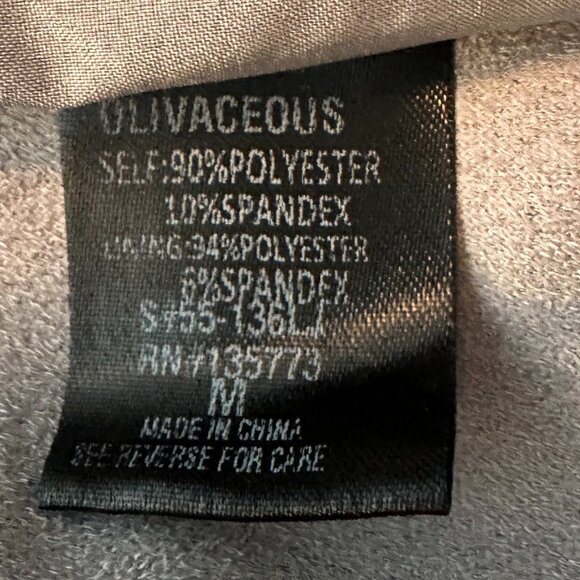 OLIVACEOUS
SELF:90%POLYESTER
10%SPANDEX
LINING:94%POLYESTER
6%SPANDEX
RN#135773
M
MADE IN CHINA
SEE REVERSE FOR CARE